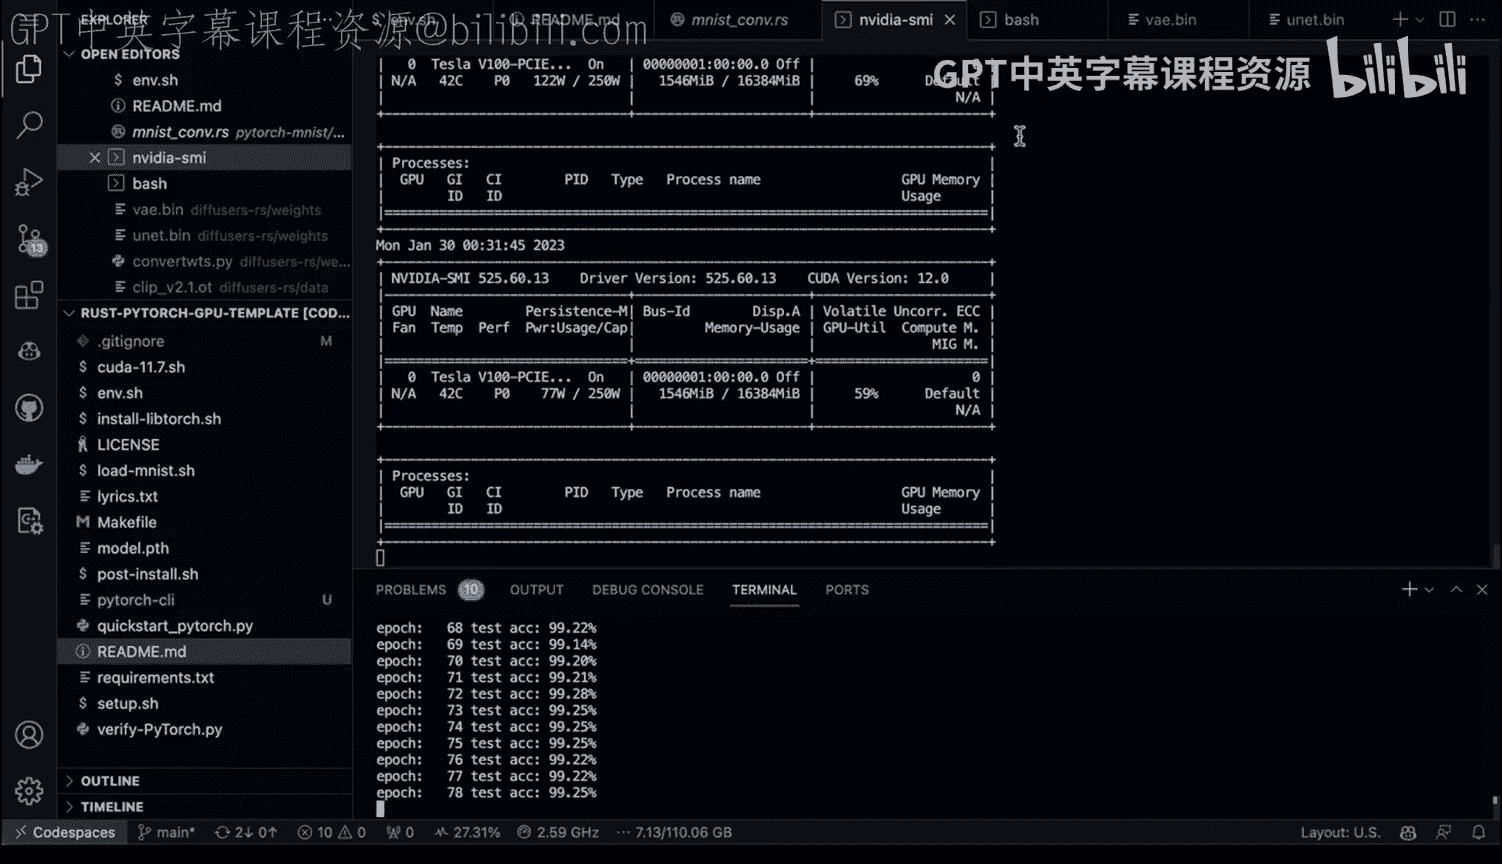 GPT中英字幕课程资源@bilibili.com
EXPLORER
README.md
mnist_conv.rs
nvidia-smi
bash
vae.bin
unet.bin
GPT中英字幕课程资源 bilibili
OPEN EDITORS
env.sh
README.md
mnist_conv.rs pytorch-mnist/...
nvidia-smi
bash
vae.bin diffusers-rs/weights
unet.bin diffusers-rs/weights
convertwts.py diffusers-rs/we...
clip_v2.1.ot diffusers-rs/data
RUST-PYTORCH-GPU-TEMPLATE [COD...
.gitignore M
cuda-11.7.sh
env.sh
install-libtorch.sh
LICENSE
load-mnist.sh
lyrics.txt
Makefile
model.pth
post-install.sh
pytorch-cli U
quickstart_pytorch.py
README.md
requirements.txt
setup.sh
verify-PyTorch.py
OUTLINE
TIMELINE
| 0 Tesla V100-PCIE... On | 00000001:00:00.0 Off |
| N/A 42C P0 122W / 250W | 1546MiB / 16384MiB | 69% Default
N/A |
| Processes: |
| GPU GI CI PID Type Process name GPU Memory |
| ID ID Usage |
Mon Jan 30 00:31:45 2023
| NVIDIA-SMI 525.60.13 Driver Version: 525.60.13 CUDA Version: 12.0 |
| GPU Name Persistence-M| Bus-Id Disp.A | Volatile Uncorr. ECC |
| Fan Temp Perf Pwr:Usage/Cap| Memory-Usage | GPU-Util Compute M. |
| | | MIG M. |
| 0 Tesla V100-PCIE... On | 00000001:00:00.0 Off | 0 |
| N/A 42C P0 77W / 250W | 1546MiB / 16384MiB | 59% Default |
| | | N/A |
| Processes: |
| GPU GI CI PID Type Process name GPU Memory |
| ID ID Usage |
PROBLEMS 10 OUTPUT DEBUG CONSOLE TERMINAL PORTS
epoch: 68 test acc: 99.22%
epoch: 69 test acc: 99.14%
epoch: 70 test acc: 99.20%
epoch: 71 test acc: 99.21%
epoch: 72 test acc: 99.28%
epoch: 73 test acc: 99.25%
epoch: 74 test acc: 99.25%
epoch: 75 test acc: 99.25%
epoch: 76 test acc: 99.22%
epoch: 77 test acc: 99.22%
epoch: 78 test acc: 99.25%
13
Codespaces main* 2↓ 0↑ 10 0 0 27.31% 2.59 GHz ··· 7.13/110.06 GB Layout: U.S.